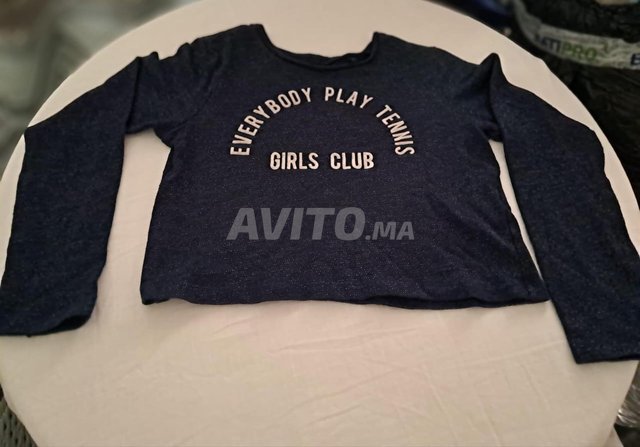 EVERYBODY PLAY TENNIS
GIRLS CLUB
AVITO.MA